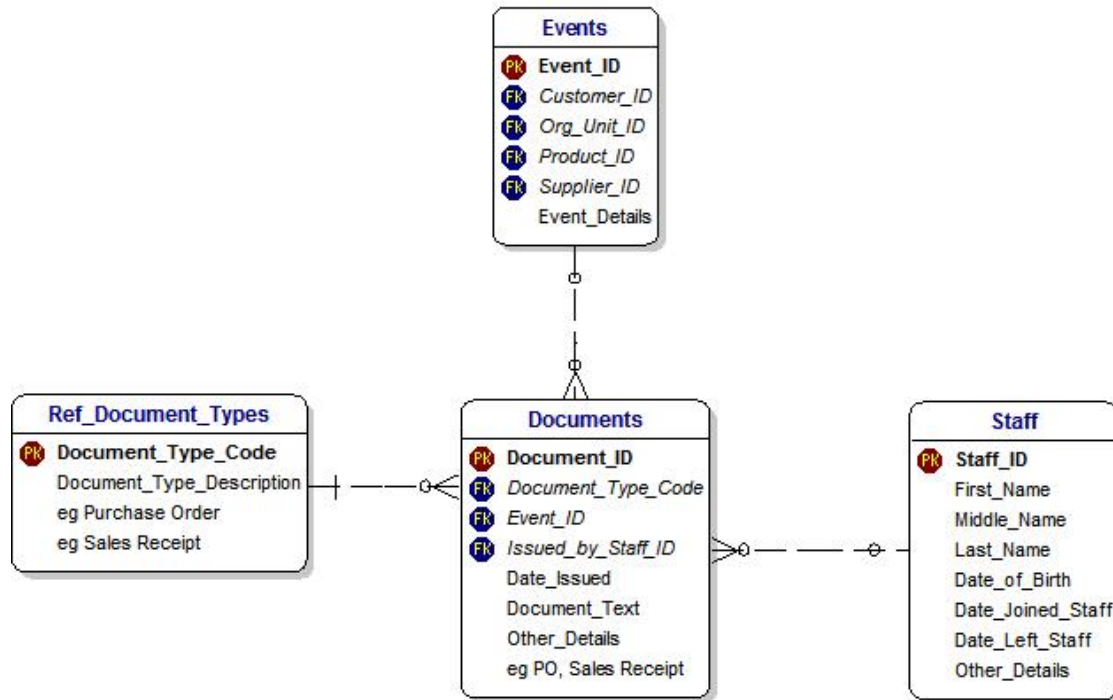 Events
PK Event_ID
FK Customer_ID
FK Org_Unit_ID
FK Product_ID
FK Supplier_ID
Event_Details
Ref_Document_Types
PK Document_Type_Code
Document_Type_Description
eg Purchase Order
eg Sales Receipt
Documents
PK Document_ID
FK Document_Type_Code
FK Event_ID
FK Issued_by_Staff_ID
Date_Issued
Document_Text
Other_Details
eg PO, Sales Receipt
Staff
PK Staff_ID
First_Name
Middle_Name
Last_Name
Date_of_Birth
Date_Joined_Staff
Date_Left_Staff
Other_Details